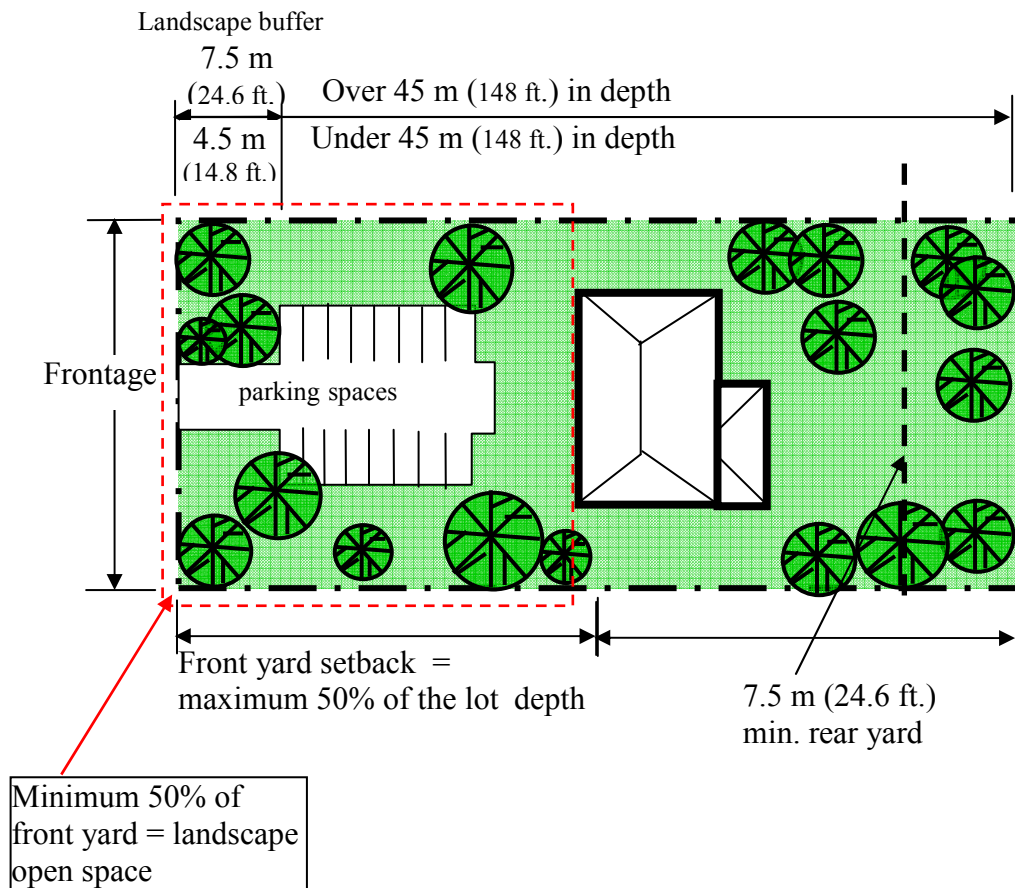 Landscape buffer
7.5 m
(24.6 ft.)
Over 45 m (148 ft.) in depth
4.5 m
(14.8 ft.)
Under 45 m (148 ft.) in depth
Frontage
parking spaces
Front yard setback =
maximum 50% of the lot depth
7.5 m (24.6 ft.)
min. rear yard
Minimum 50% of
front yard = landscape
open space